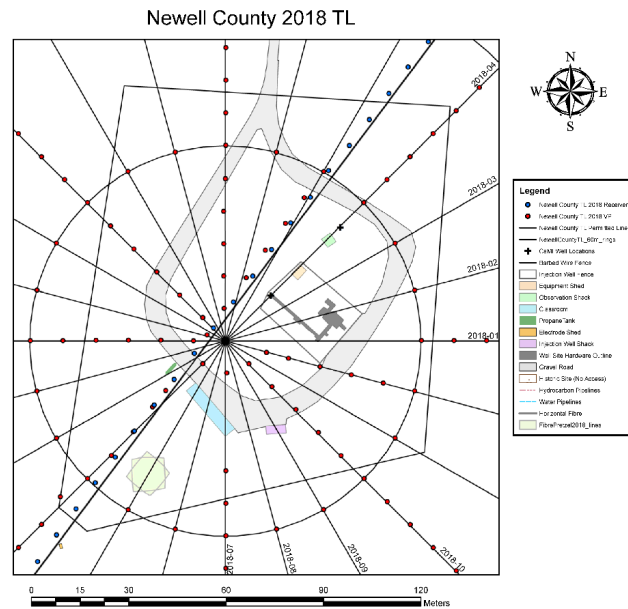 Newell County 2018 TL
N
W
E
S
2018-04
2018-03
2018-02
2018-01
2018-07
2018-08
2018-09
2018-10
Legend
Newell County TL 2018 Receiver
Newell County TL 2018 VP
Newell County TL Permitted Line
NewellCountyTL_60m_rings
CaMI Well Locations
Barbed Wire Fence
Injection Well Fence
Equipment Shed
Observation Shack
Classroom
PropaneTank
Electrode Shed
Injection Well Shack
Well Site Hardware Outline
Gravel Road
Historic Site (No Access)
Hydrocarbon Pipelines
Water Pipelines
Horizontal Fibre
FibrePretzel2018_lines
0 15 30 60 90 120
Meters